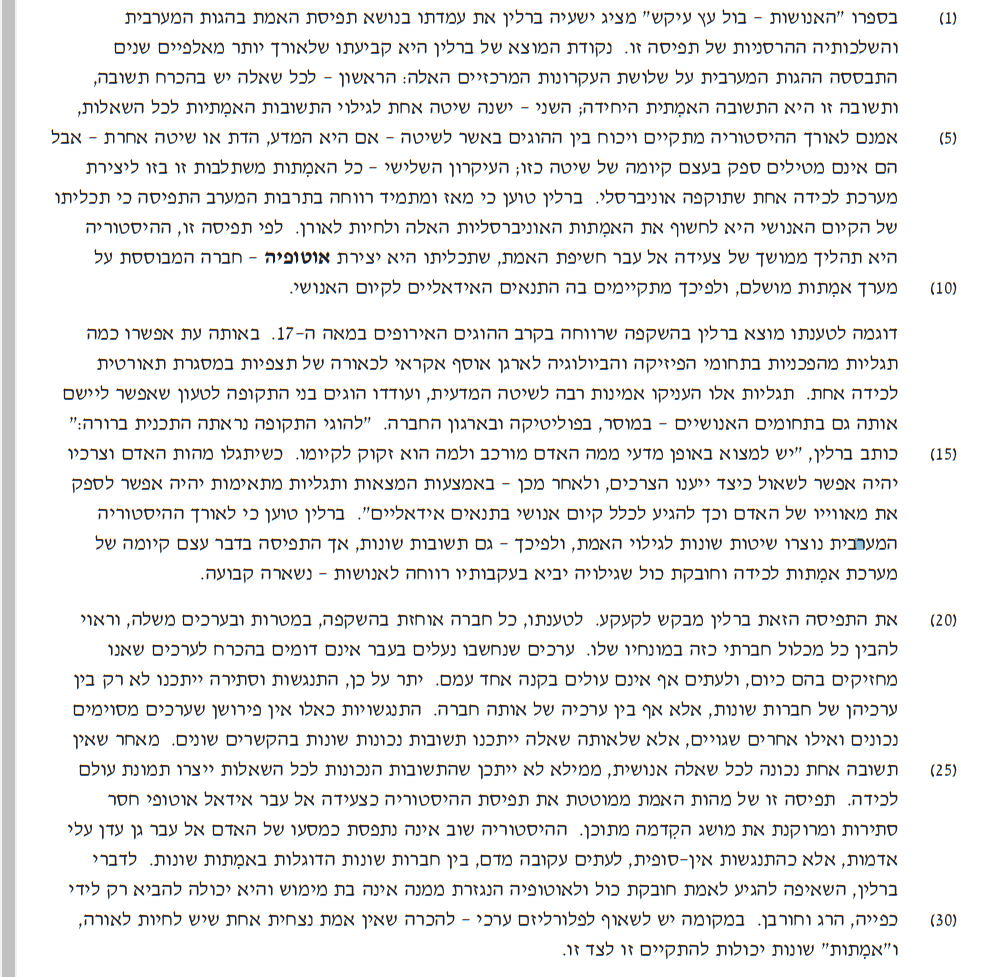 (1) בספרו "האנושות – בול עץ עיקש" מציג ישעיה ברלין את עמדתו בנושא תפיסת האמת בהגות המערבית
והשלכותיה ההרסניות של תפיסה זו. נקודת המוצא של ברלין היא קביעתו שלאורך יותר מאלפיים שנים
התבססה ההגות המערבית על שלושת העקרונות המרכזיים האלה: הראשון – לכל שאלה יש בהכרח תשובה,
ותשובה זו היא התשובה האמִתית היחידה; השני – ישנה שיטה אחת לגילוי התשובות האמִתיות לכל השאלות,
(5) אמנם לאורך ההיסטוריה מתקיים ויכוח בין ההוגים באשר לשיטה – אם היא המדע, הדת או שיטה אחרת – אבל
הם אינם מטילים ספק בעצם קיומה של שיטה כזו; העיקרון השלישי – כל האמִתות משתלבות זו בזו ליצירת
מערכת לכידה אחת שתוקפה אוניברסלי. ברלין טוען כי מאז ומתמיד רווחה בתרבות המערב התפיסה כי תכליתו
של הקיום האנושי היא לחשוף את האמִתות האוניברסליות האלה ולחיות לאורן. לפי תפיסה זו, ההיסטוריה
היא תהליך ממושך של צעידה אל עבר חשיפת האמת, שתכליתו היא יצירת אוטופיה – חברה המבוססת על
(10) מערך אמִתות מושלם, ולפיכך מתקיימים בה התנאים האידאליים לקיום האנושי.
דוגמה לטענתו מוצא ברלין בהשקפה שרווחה בקרב ההוגים האירופים במאה ה-17. באותה עת אפשרו כמה
תגליות מהפכניות בתחומי הפיזיקה והביולוגיה לארגן אוסף אקראי לכאורה של תצפיות במסגרת תאורטית
לכידה אחת. תגליות אלו העניקו אמינות רבה לשיטה המדעית, ועודדו הוגים בני התקופה לטעון שאפשר ליישם
אותה גם בתחומים האנושיים – במוסר, בפוליטיקה ובארגון החברה. "להוגי התקופה נראתה התכנית ברורה:"
(15) כותב ברלין, "יש למצוא באופן מדעי ממה האדם מורכב ולמה הוא זקוק לקיומו. כשיתגלו מהות האדם וצרכיו
יהיה אפשר לשאול כיצד ייענו הצרכים, ולאחר מכן – באמצעות המצאות ותגליות מתאימות יהיה אפשר לספק
את מאווייו של האדם וכך להגיע לכלל קיום אנושי בתנאים אידאליים". ברלין טוען כי לאורך ההיסטוריה
המערבית נוצרו שיטות שונות לגילוי האמת, ולפיכך – גם תשובות שונות, אך התפיסה בדבר עצם קיומה של
מערכת אמִתות לכידה וחובקת כול שגילויה יביא בעקבותיו רווחה לאנושות – נשארה קבועה.
(20) את התפיסה הזאת ברלין מבקש לקעקע. לטענתו, כל חברה אוחזת בהשקפה, במטרות ובערכים משלה, וראוי
להבין כל מכלול חברתי כזה במונחיו שלו. ערכים שנחשבו נעלים בעבר אינם דומים בהכרח לערכים שאנו
מחזיקים בהם כיום, ולעתים אף אינם עולים בקנה אחד עמם. יתר על כן, התנגשות וסתירה ייתכנו לא רק בין
ערכיהן של חברות שונות, אלא אף בין ערכיה של אותה חברה. התנגשויות כאלו אין פירושן שערכים מסוימים
נכונים ואילו אחרים שגויים, אלא שלאותה שאלה ייתכנו תשובות נכונות שונות בהקשרים שונים. מאחר שאין
(25) תשובה אחת נכונה לכל שאלה אנושית, ממילא לא ייתכן שהתשובות הנכונות לכל השאלות ייצרו תמונת עולם
לכידה. תפיסה זו של מהות האמת ממוטטת את תפיסת ההיסטוריה כצעידה אל עבר אידאל אוטופי חסר
סתירות ומרוקנת את מושג הקִדמה מתוכן. ההיסטוריה שוב אינה נתפסת כמסעו של האדם אל עבר גן עדן עלי
אדמות, אלא כהתנגשות אין-סופית, לעתים עקובה מדם, בין חברות שונות הדוגלות באמִתות שונות. לדברי
ברלין, השאיפה להגיע לאמת חובקת כול ולאוטופיה הנגזרת ממנה אינה בת מימוש והיא יכולה להביא רק לידי
(30) כפייה, הרג וחורבן. במקומה יש לשאוף לפלורליזם ערכי – להכרה שאין אמת נצחית אחת שיש לחיות לאורה,
ו"אמִתות" שונות יכולות להתקיים זו לצד זו.